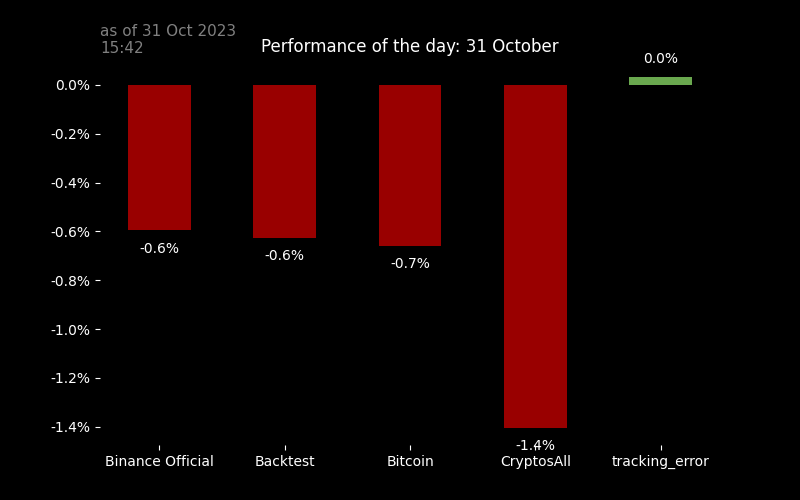 as of 31 Oct 2023
15:42
Performance of the day: 31 October
0.0%
0.0%
-0.2%
-0.4%
-0.6%
-0.8%
-1.0%
-1.2%
-1.4%
-0.6%
-0.6%
-0.7%
-1.4%
Binance Official
Backtest
Bitcoin
CryptosAll
tracking_error